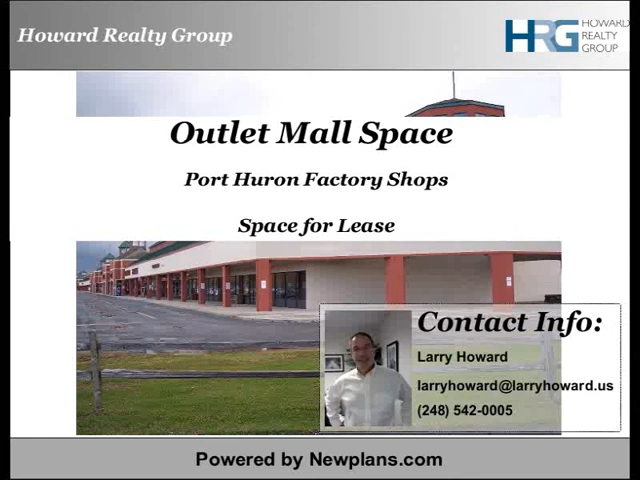 Howard Realty Group
HRG HOWARD
REALTY
GROUP
Outlet Mall Space
Port Huron Factory Shops
Space for Lease
Contact Info:
Larry Howard
larryhoward@larryhoward.us
(248) 542-0005
Powered by Newplans.com